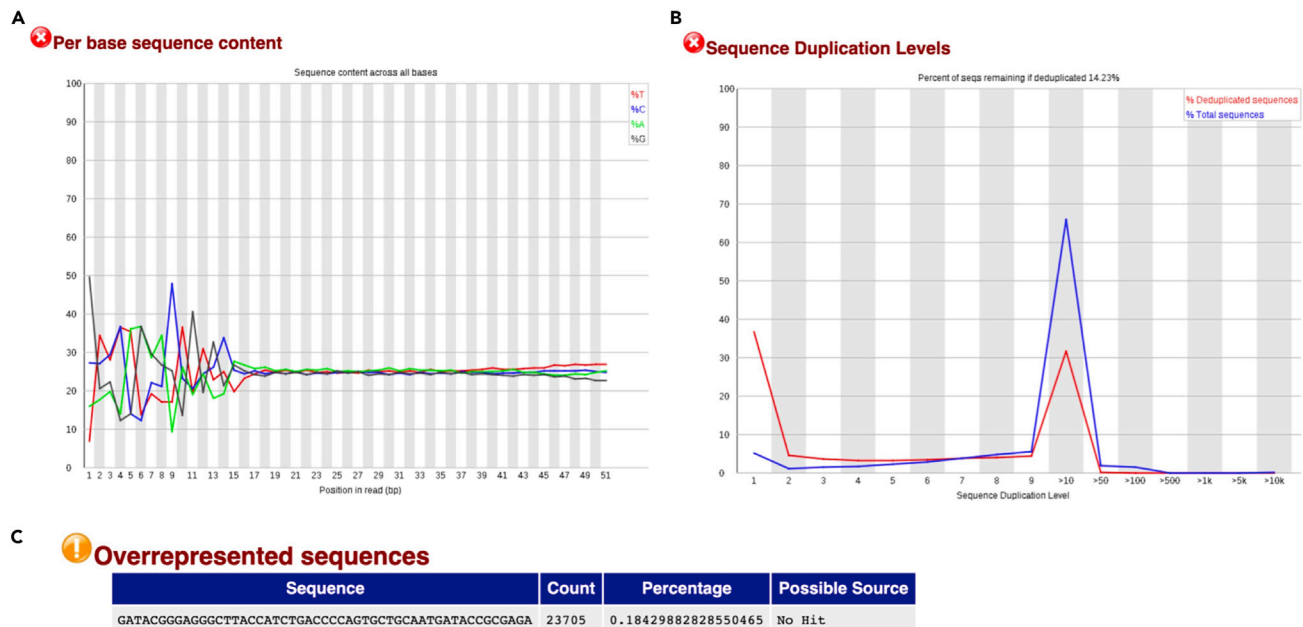 A
Per base sequence content
Sequence content across all bases
100
90
80
70
60
50
40
30
20
10
0
%T
%C
%A
%G
1 2 3 4 5 6 7 8 9 11 13 15 17 19 21 23 25 27 29 31 33 35 37 39 41 43 45 47 49 51
Position in read (bp)
B
Sequence Duplication Levels
Percent of seqs remaining if deduplicated 14.23%
100
90
80
70
60
50
40
30
20
10
0
% Deduplicated sequences
% Total sequences
1 2 3 4 5 6 7 8 9 >10 >50 >100 >500 >1k >5k >10k
Sequence Duplication Level
C
Overrepresented sequences
Sequence Count Percentage Possible Source
GATACGGGAGGGCTTACCATCTGACCCCAGTGCTGCAATGATACCGCGAGA 23705 0.18429882828550465 No Hit